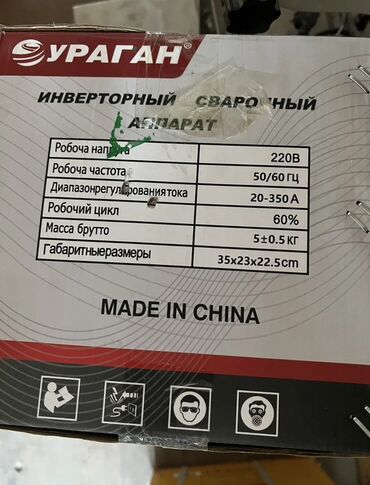 УРАГАН®
ИНВЕРТОРНЫЙ СВАРОЧНЫЙ
АППАРАТ
Робоча напруга 220В
Робоча частота 50/60 ГЦ
Диапазонрегулированиятока 20-350 А
Робочий цикл 60%
Масса брутто 5±0.5 КГ
Габаритныеразмеры 35x23x22.5cm
MADE IN CHINA